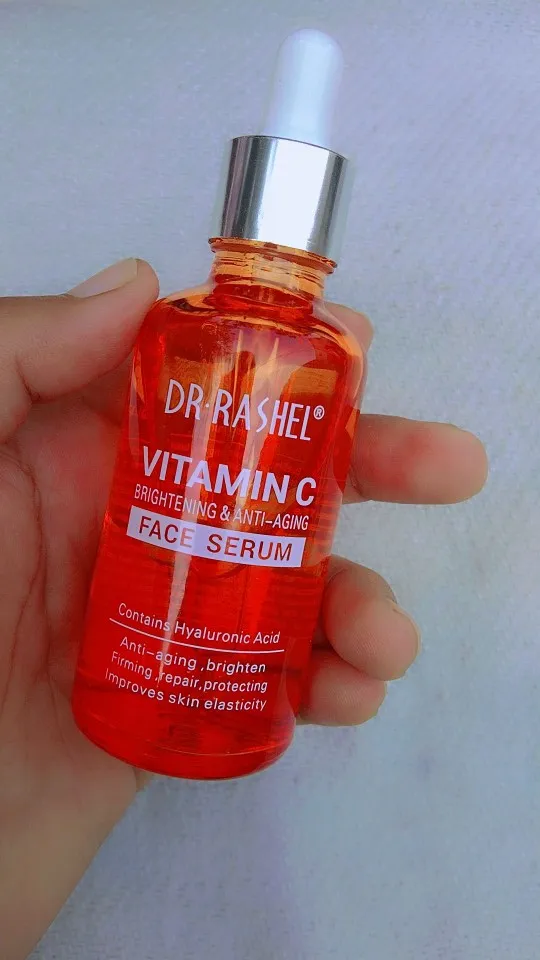 DR·RASHEL®
VITAMIN C
BRIGHTENING & ANTI-AGING
FACE SERUM
Contains Hyaluronic Acid
Anti-aging ,brighten
Firming ,repair,protecting
Improves skin elasticity